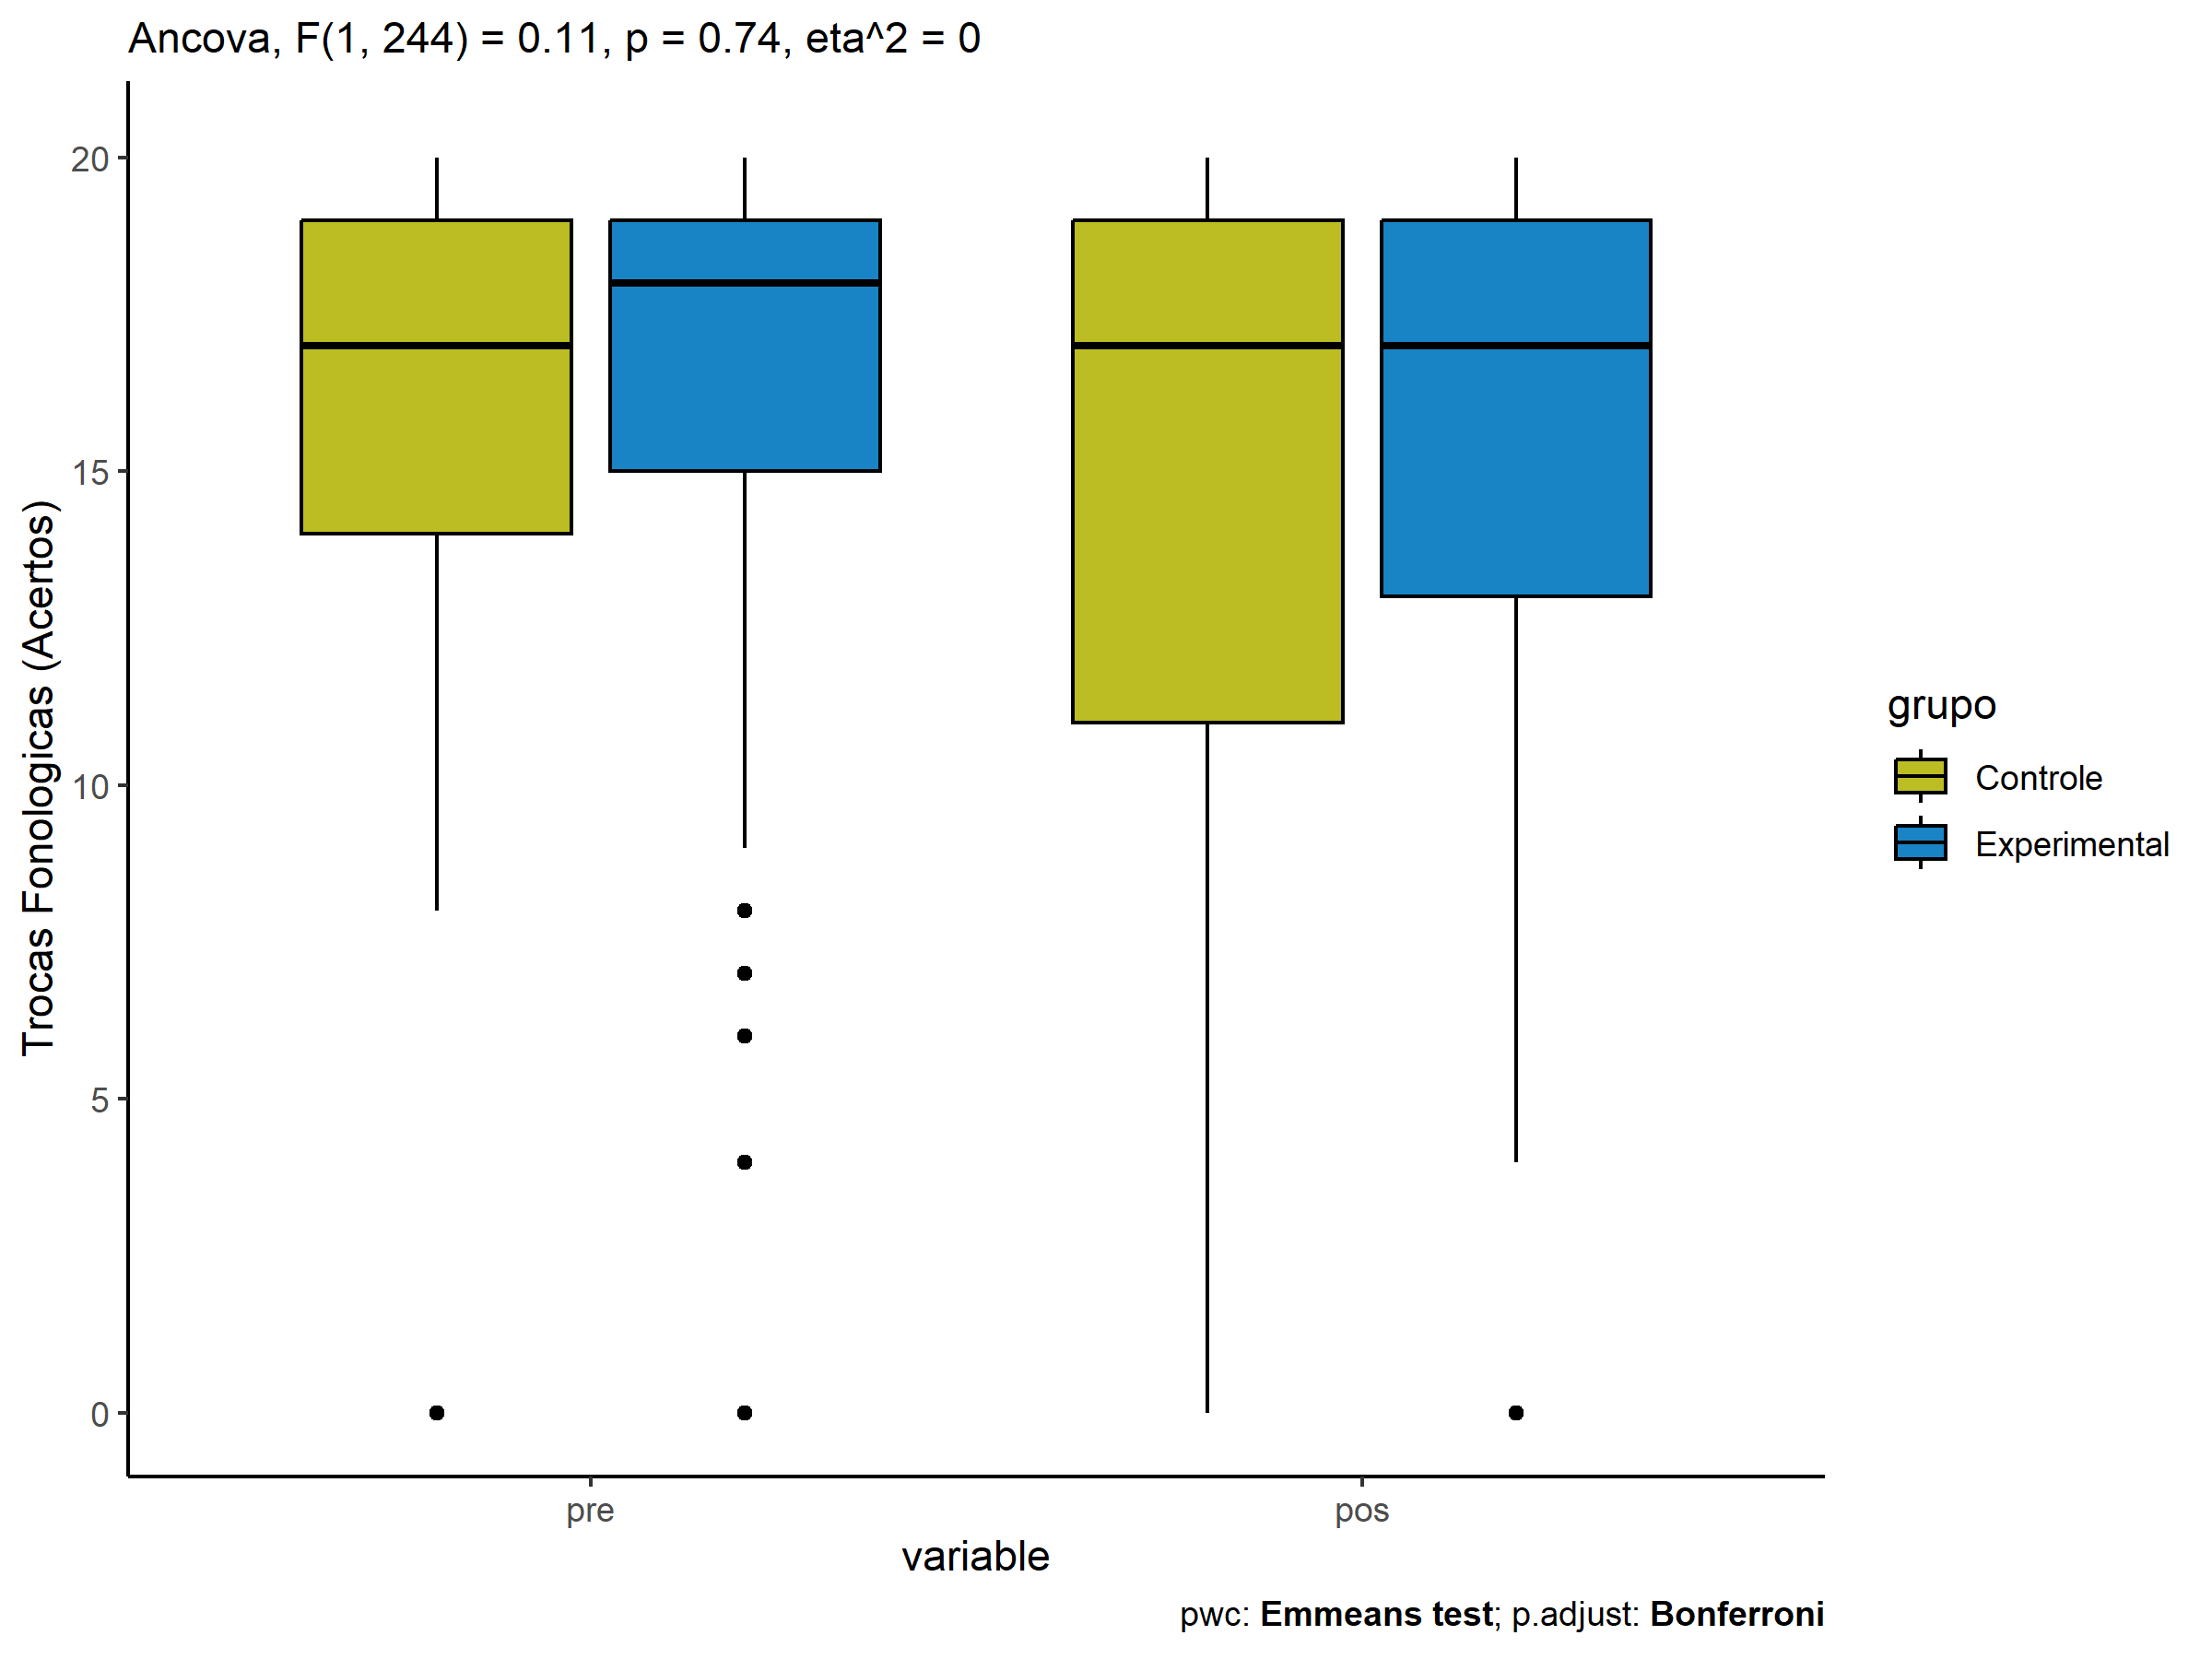 Ancova, F(1, 244) = 0.11, p = 0.74, eta^2 = 0
Trocas Fonologicas (Acertos)
20
15
10
5
0
pre
pos
variable
grupo
Controle
Experimental
pwc: Emmeans test; p.adjust: Bonferroni